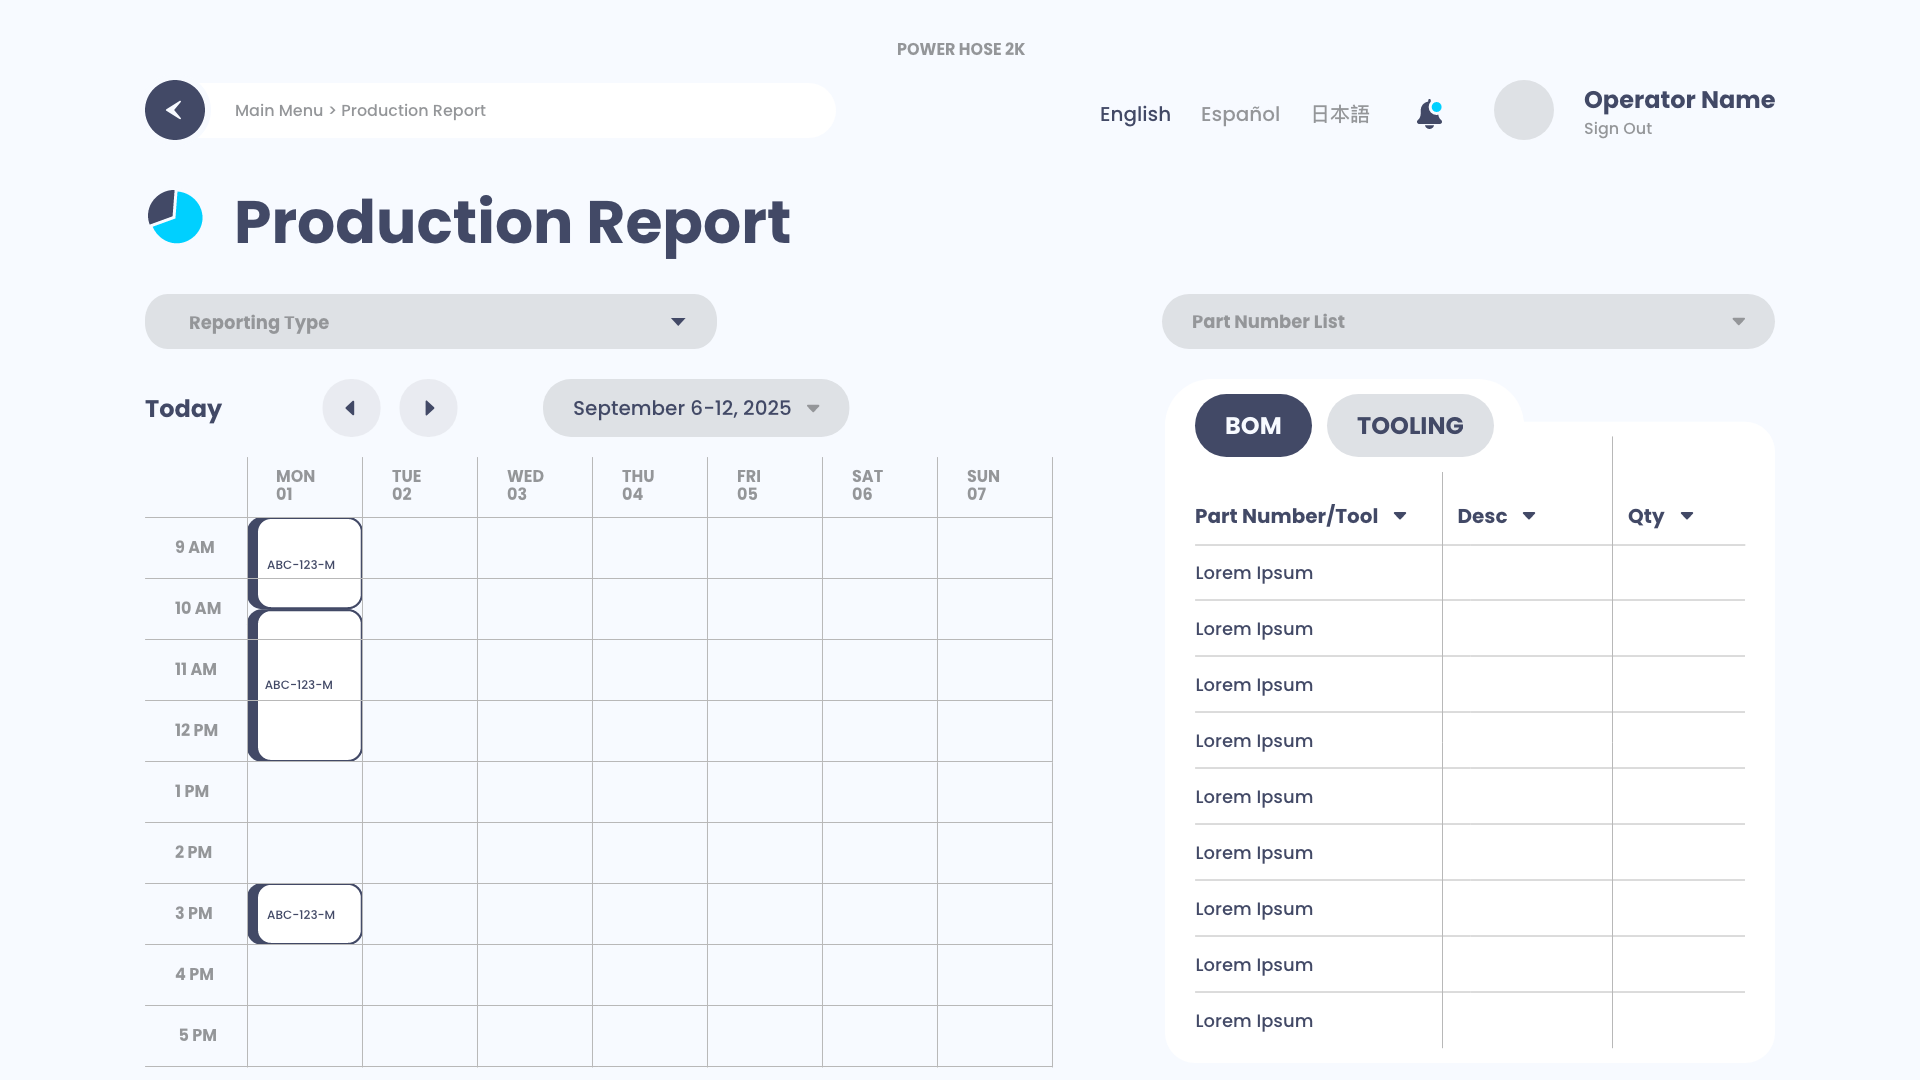 POWER HOSE 2K
Main Menu > Production Report
English Español 日本語
Operator Name
Sign Out
Production Report
Reporting Type
Part Number List
Today
September 6-12, 2025
BOM TOOLING
MON TUE WED THU FRI SAT SUN
01 02 03 04 05 06 07
9 AM
ABC-123-M
10 AM
11 AM
ABC-123-M
12 PM
1 PM
2 PM
3 PM
ABC-123-M
4 PM
5 PM
Part Number/Tool Desc Qty
Lorem Ipsum
Lorem Ipsum
Lorem Ipsum
Lorem Ipsum
Lorem Ipsum
Lorem Ipsum
Lorem Ipsum
Lorem Ipsum
Lorem Ipsum